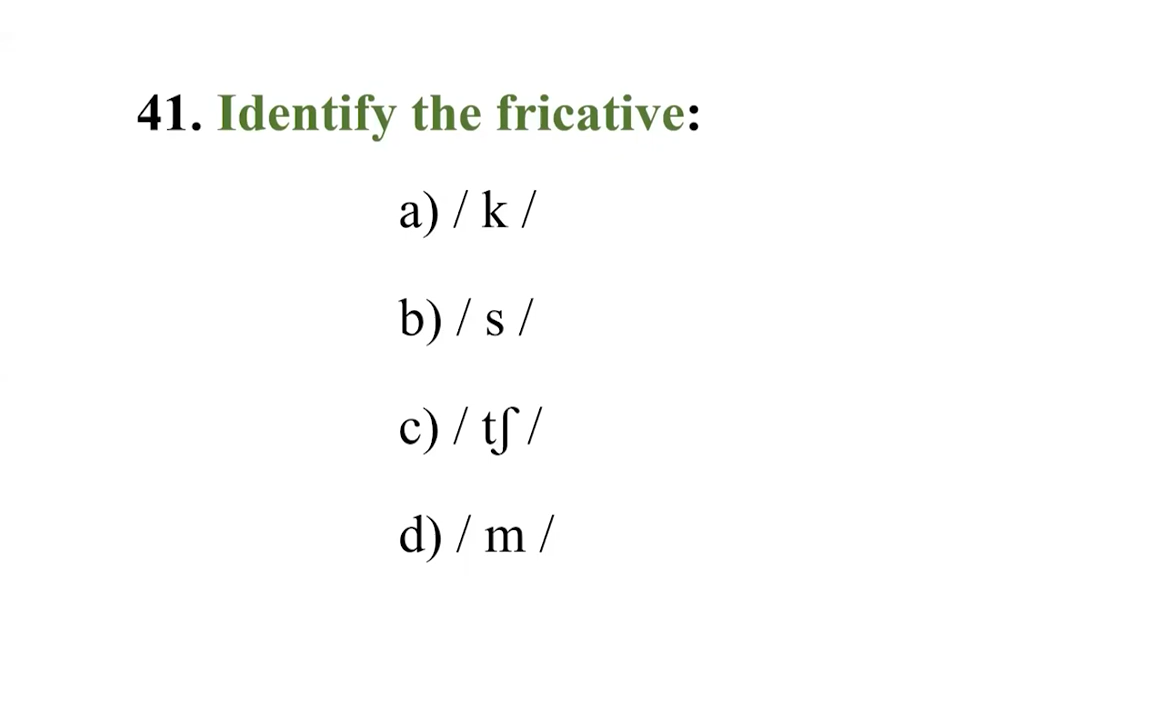 41. Identify the fricative:
a) / k /
b) / s /
c) / tʃ /
d) / m /